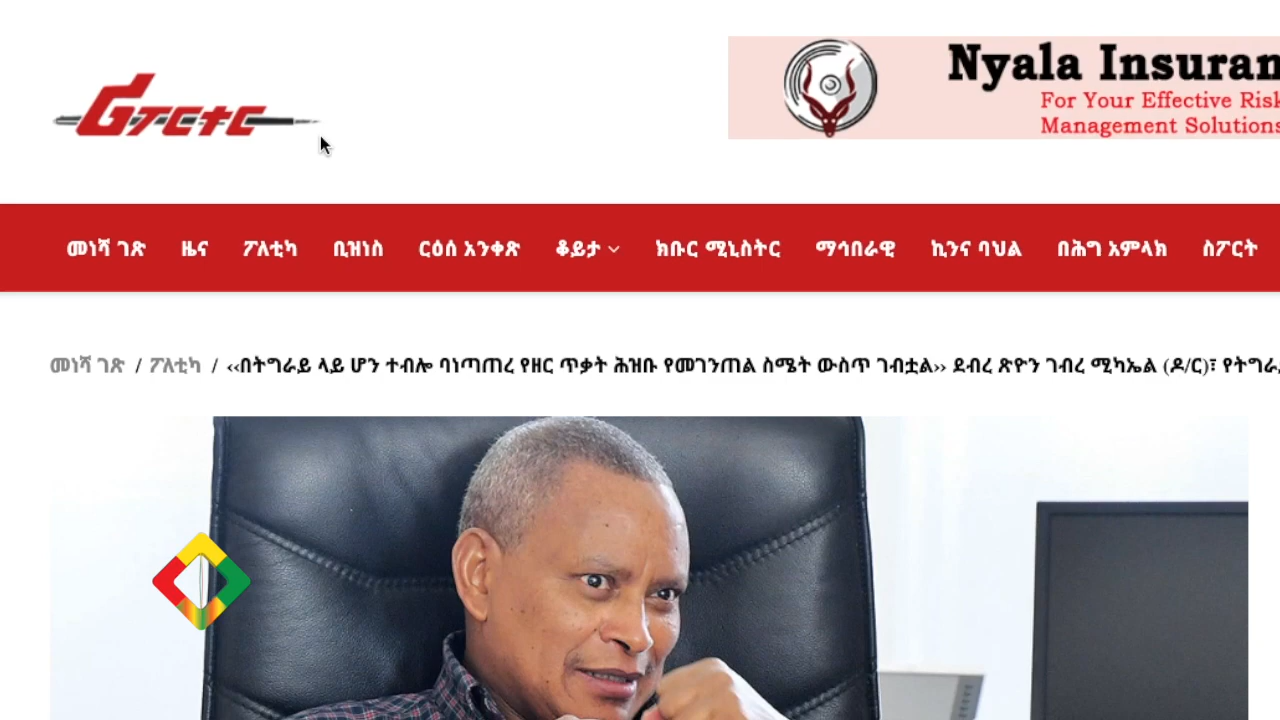 ሪፖርተር
Nyala Insuran
For Your Effective Risk
Management Solutions
መነሻ ገጽ ዜና ፖለቲካ ቢዝነስ ርዕሰ አንቀጽ ቆይታ ክቡር ሚኒስትር ማኅበራዊ ኪንና ባህል በሕግ አምላክ ስፖርት
መነሻ ገጽ / ፖለቲካ / ‹‹በትግራይ ላይ ሆን ተብሎ ባነጣጠረ የዘር ጥቃት ሕዝቡ የመገንጠል ስሜት ውስጥ ገብቷል›› ደብረ ጽዮን ገብረ ሚካኤል (ዶ/ር)፣ የትግራይ